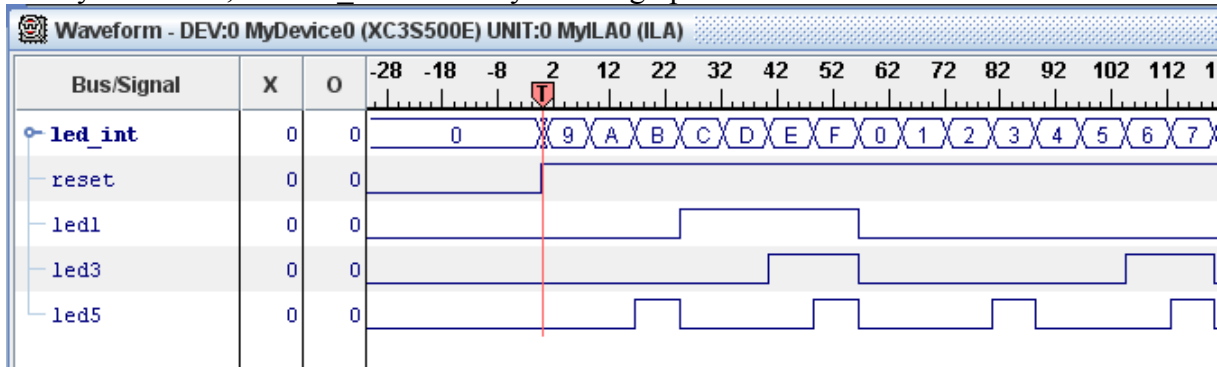 Waveform - DEV:0 MyDevice0 (XC3S500E) UNIT:0 MyILA0 (ILA)
Bus/Signal X O -28 -18 -8 2 12 22 32 42 52 62 72 82 92 102 112 1
T
led_int 0 0 0 9 A B C D E F 0 1 2 3 4 5 6 7
reset 0 0
led1 0 0
led3 0 0
led5 0 0